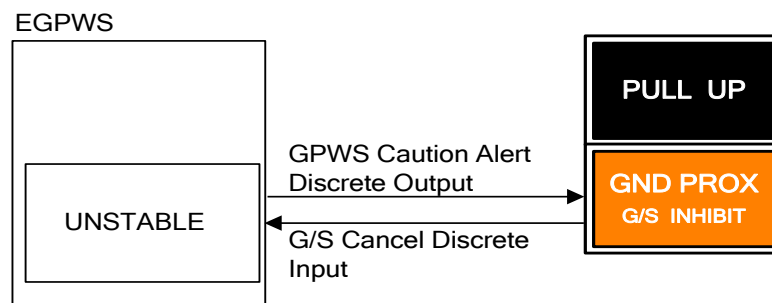 EGPWS
PULL UP
GPWS Caution Alert
Discrete Output
GND PROX
G/S INHIBIT
UNSTABLE
G/S Cancel Discrete
Input